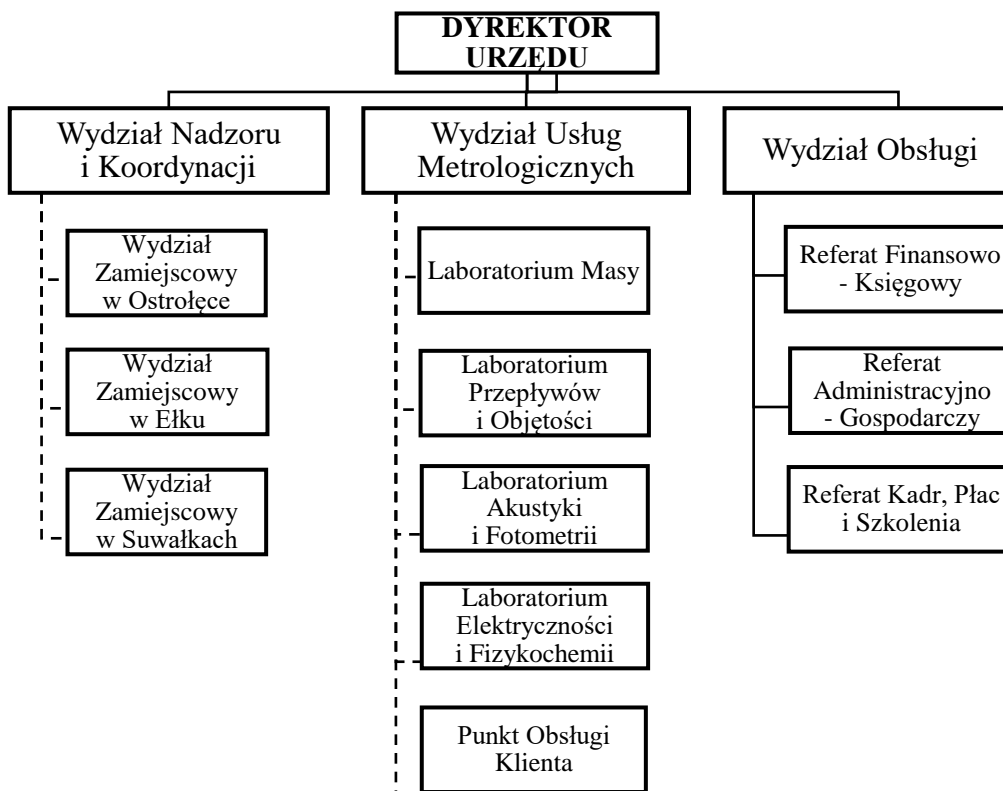 DYREKTOR
URZĘDU
Wydział Nadzoru
i Koordynacji
Wydział Usług
Metrologicznych
Wydział Obsługi
Wydział
Zamiejscowy
w Ostrołęce
Wydział
Zamiejscowy
w Ełku
Wydział
Zamiejscowy
w Suwałkach
Laboratorium Masy
Laboratorium
Przepływów
i Objętości
Laboratorium
Akustyki
i Fotometrii
Laboratorium
Elektryczności
i Fizykochemii
Punkt Obsługi
Klienta
Referat Finansowo
- Księgowy
Referat
Administracyjno
- Gospodarczy
Referat Kadr, Płac
i Szkolenia